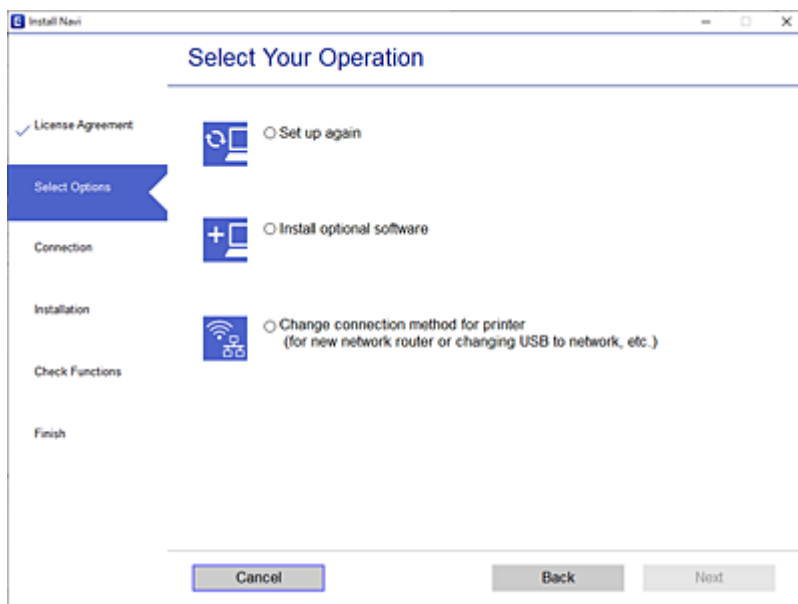 Install Navi
Select Your Operation
License Agreement
Select Options
Connection
Installation
Check Functions
Finish
Set up again
Install optional software
Change connection method for printer
(for new network router or changing USB to network, etc.)
Cancel
Back
Next